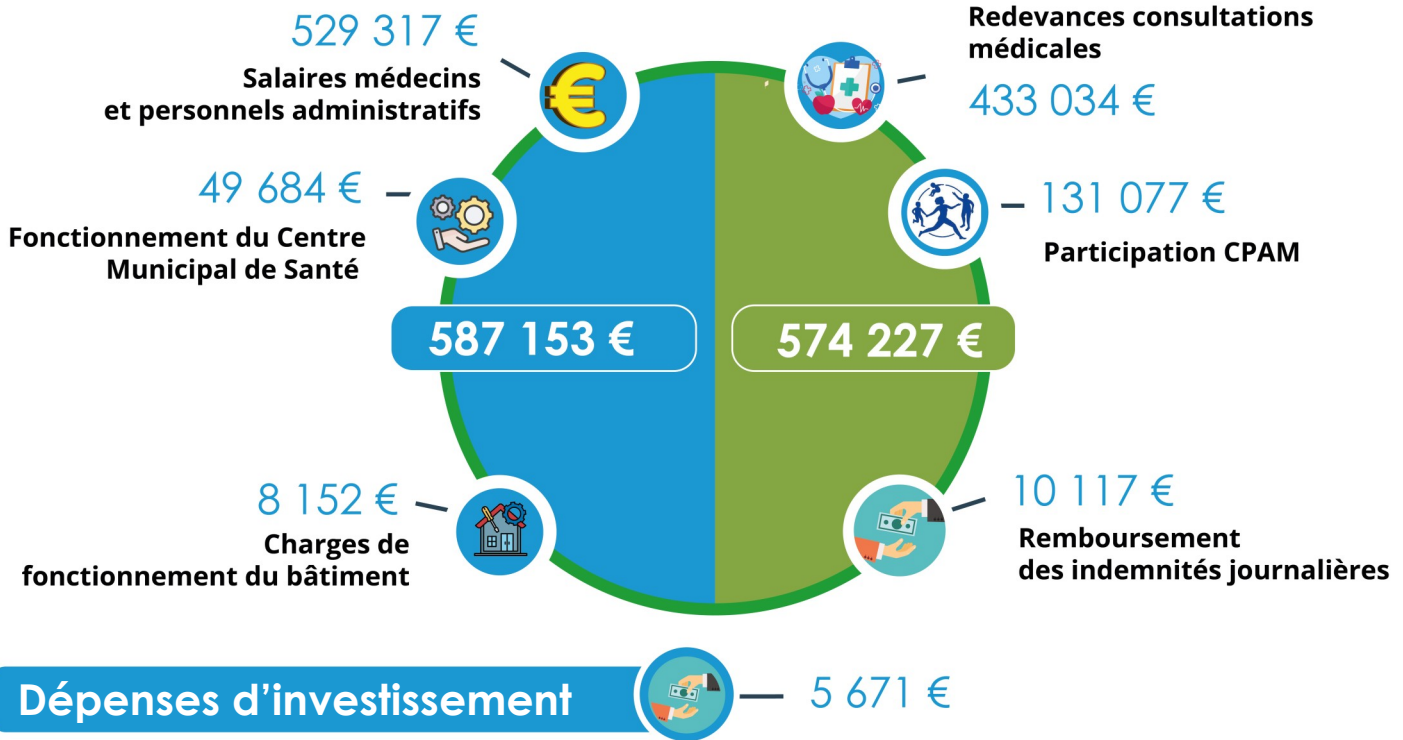 529 317 €
Salaires médecins
et personnels administratifs
49 684 €
Fonctionnement du Centre
Municipal de Santé
587 153 €
8 152 €
Charges de
fonctionnement du bâtiment
Redevances consultations
médicales
433 034 €
131 077 €
Participation CPAM
574 227 €
10 117 €
Remboursement
des indemnités journalières
Dépenses d’investissement
5 671 €